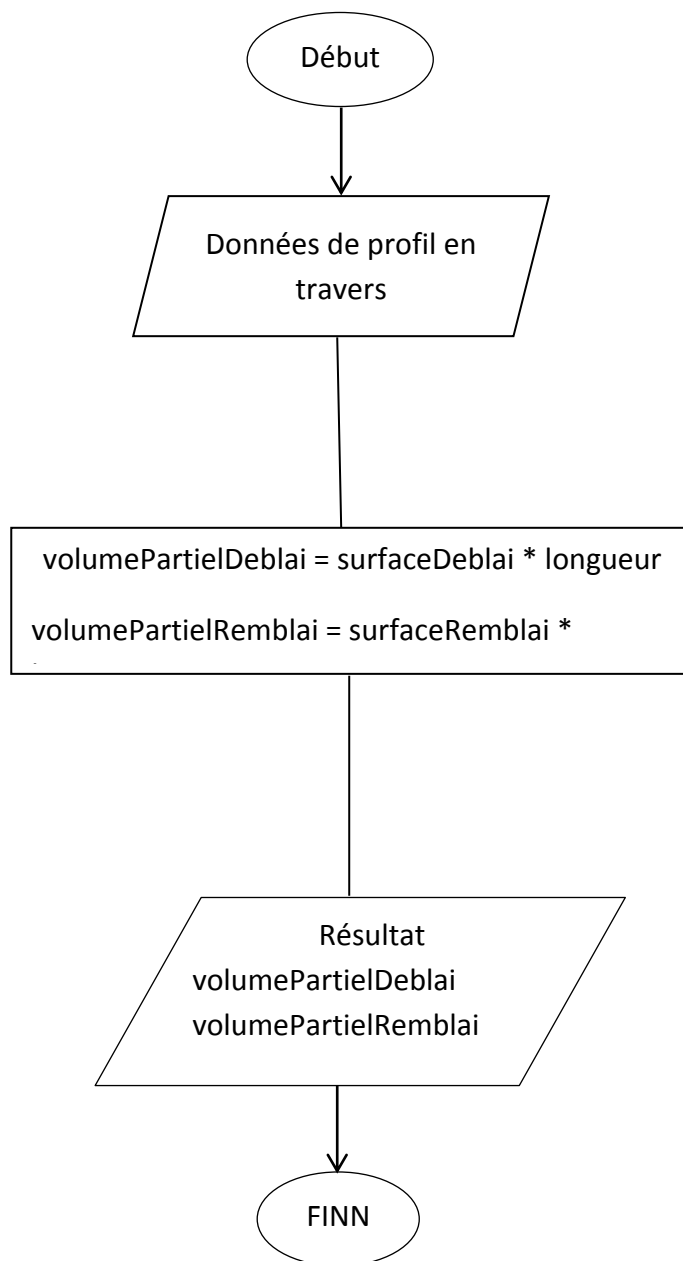 Début
Données de profil en
travers
volumePartielDeblai = surfaceDeblai * longueur
volumePartielRemblai = surfaceRemblai *
Résultat
volumePartielDeblai
volumePartielRemblai
FINN